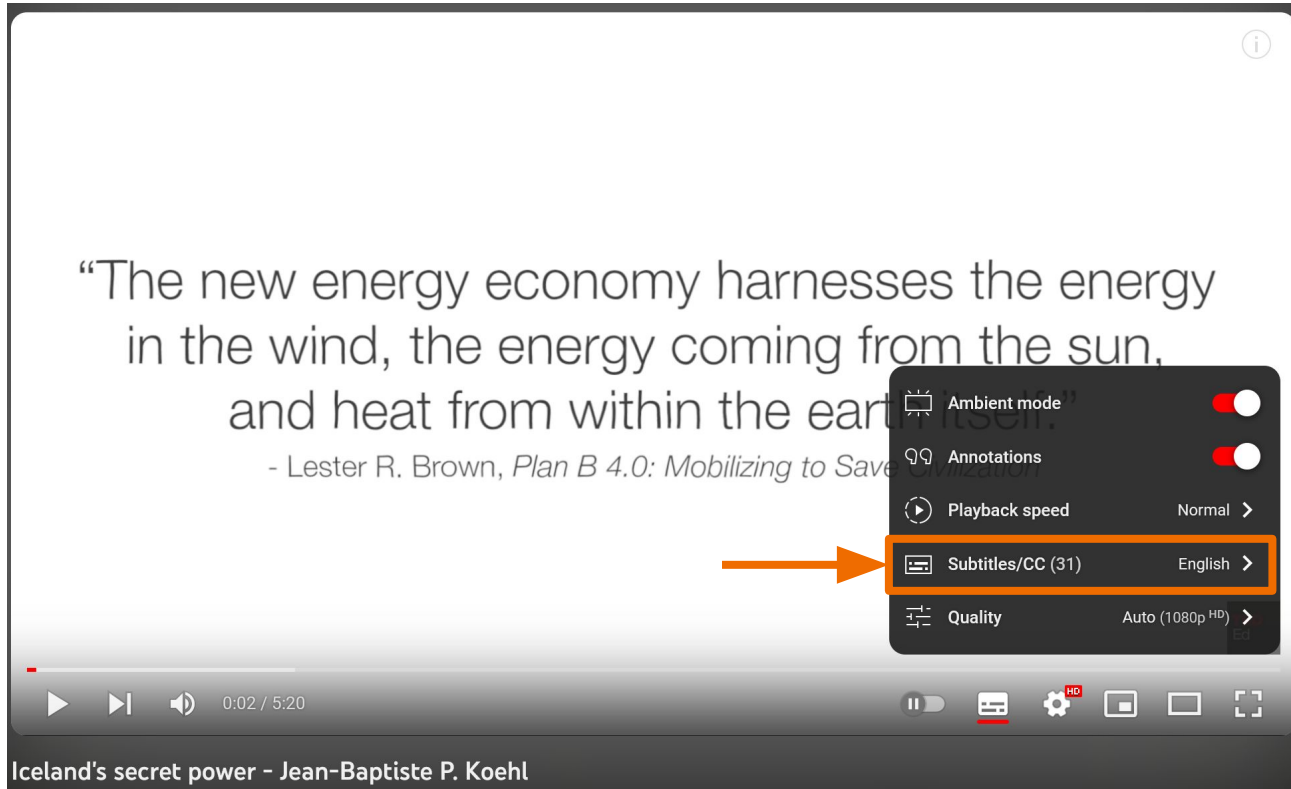 “The new energy economy harnesses the energy
in the wind, the energy coming from the sun,
and heat from within the earth itself.”
- Lester R. Brown, Plan B 4.0: Mobilizing to Save Civilization
Ambient mode
Annotations
Playback speed Normal
Subtitles/CC (31) English
Quality Auto (1080p HD)
Ed
0:02 / 5:20
HD
Iceland's secret power - Jean-Baptiste P. Koehl